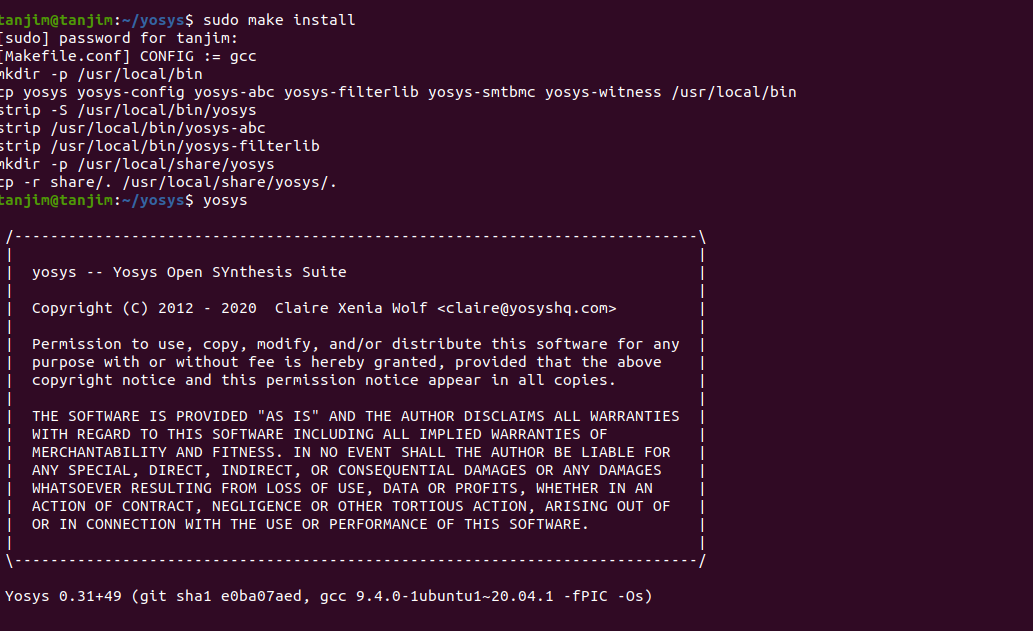 tanjim@tanjim:~/yosys$ sudo make install
[sudo] password for tanjim:
[Makefile.conf] CONFIG := gcc
mkdir -p /usr/local/bin
cp yosys yosys-config yosys-abc yosys-filterlib yosys-smtbmc yosys-witness /usr/local/bin
strip -S /usr/local/bin/yosys
strip /usr/local/bin/yosys-abc
strip /usr/local/bin/yosys-filterlib
mkdir -p /usr/local/share/yosys
cp -r share/. /usr/local/share/yosys/.
tanjim@tanjim:~/yosys$ yosys
/----------------------------------------------------------------------------\
|                                                                            |
|  yosys -- Yosys Open SYnthesis Suite                                       |
|                                                                            |
|  Copyright (C) 2012 - 2020  Claire Xenia Wolf <claire@yosyshq.com>         |
|                                                                            |
|  Permission to use, copy, modify, and/or distribute this software for any  |
|  purpose with or without fee is hereby granted, provided that the above    |
|  copyright notice and this permission notice appear in all copies.         |
|                                                                            |
|  THE SOFTWARE IS PROVIDED "AS IS" AND THE AUTHOR DISCLAIMS ALL WARRANTIES  |
|  WITH REGARD TO THIS SOFTWARE INCLUDING ALL IMPLIED WARRANTIES OF          |
|  MERCHANTABILITY AND FITNESS. IN NO EVENT SHALL THE AUTHOR BE LIABLE FOR   |
|  ANY SPECIAL, DIRECT, INDIRECT, OR CONSEQUENTIAL DAMAGES OR ANY DAMAGES    |
|  WHATSOEVER RESULTING FROM LOSS OF USE, DATA OR PROFITS, WHETHER IN AN     |
|  ACTION OF CONTRACT, NEGLIGENCE OR OTHER TORTIOUS ACTION, ARISING OUT OF   |
|  OR IN CONNECTION WITH THE USE OR PERFORMANCE OF THIS SOFTWARE.            |
|                                                                            |
\----------------------------------------------------------------------------/
Yosys 0.31+49 (git sha1 e0ba07aed, gcc 9.4.0-1ubuntu1~20.04.1 -fPIC -Os)